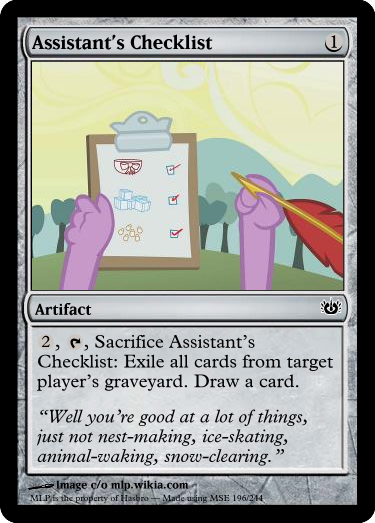 Assistant's Checklist 1
Artifact
2, , Sacrifice Assistant's
Checklist: Exile all cards from target
player's graveyard. Draw a card.
“Well you're good at a lot of things,
just not nest-making, ice-skating,
animal-waking, snow-clearing.”
Image c/o mlp.wikia.com
MLP is the property of Hasbro — Made using MSE 196/244